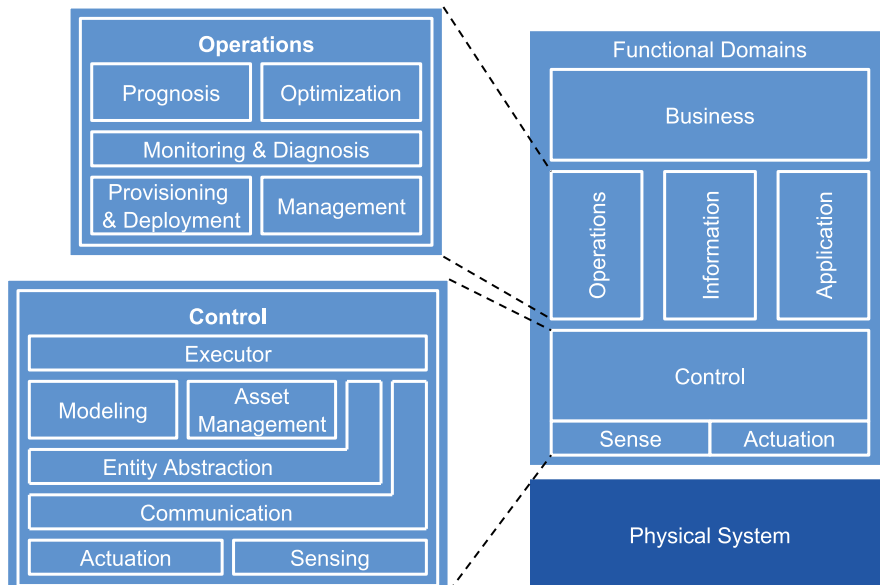 Operations
Prognosis
Optimization
Monitoring & Diagnosis
Provisioning
& Deployment
Management
Control
Executor
Modeling
Asset
Management
Entity Abstraction
Communication
Actuation
Sensing
Functional Domains
Business
Operations
Information
Application
Control
Sense
Actuation
Physical System